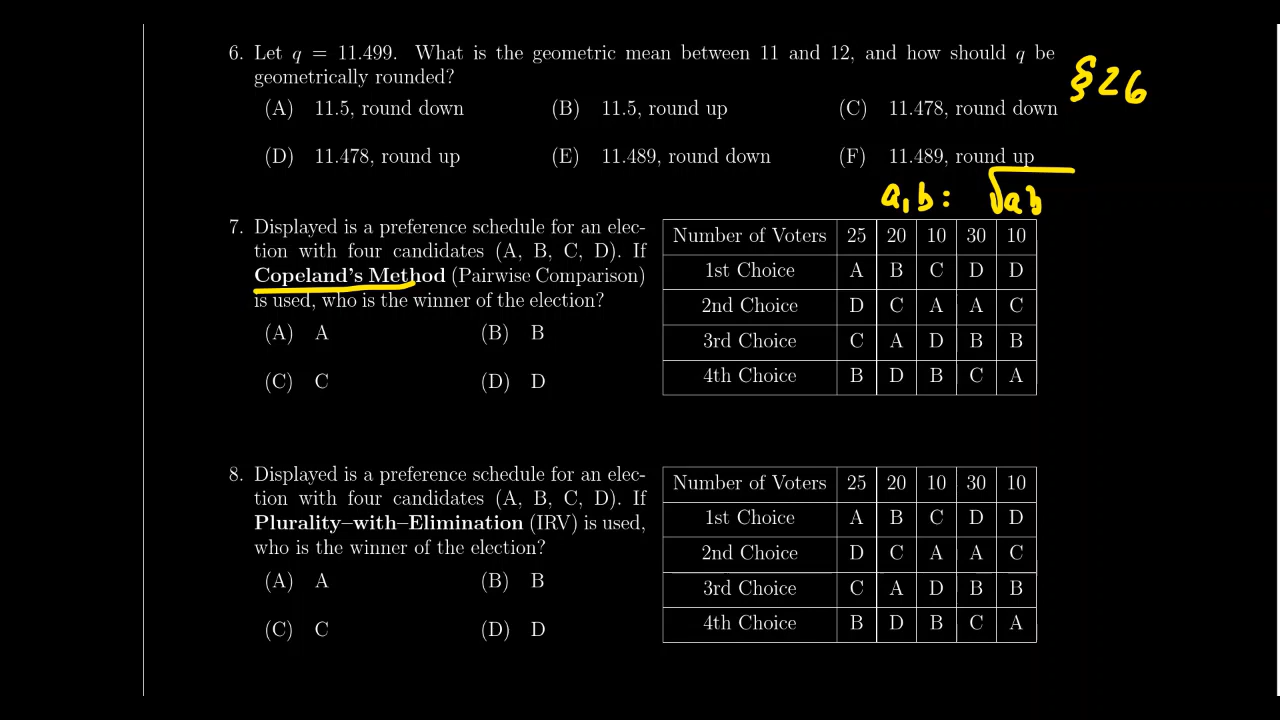 6. Let q = 11.499. What is the geometric mean between 11 and 12, and how should q be
geometrically rounded?
§26
(A) 11.5, round down (B) 11.5, round up (C) 11.478, round down
(D) 11.478, round up (E) 11.489, round down (F) 11.489, round up
a, b: √ab
7. Displayed is a preference schedule for an elec-
tion with four candidates (A, B, C, D). If
Copeland's Method (Pairwise Comparison)
is used, who is the winner of the election?
(A) A (B) B
(C) C (D) D
Number of Voters 25 20 10 30 10
1st Choice A B C D D
2nd Choice D C A A C
3rd Choice C A D B B
4th Choice B D B C A
8. Displayed is a preference schedule for an elec-
tion with four candidates (A, B, C, D). If
Plurality–with–Elimination (IRV) is used,
who is the winner of the election?
(A) A (B) B
(C) C (D) D
Number of Voters 25 20 10 30 10
1st Choice A B C D D
2nd Choice D C A A C
3rd Choice C A D B B
4th Choice B D B C A